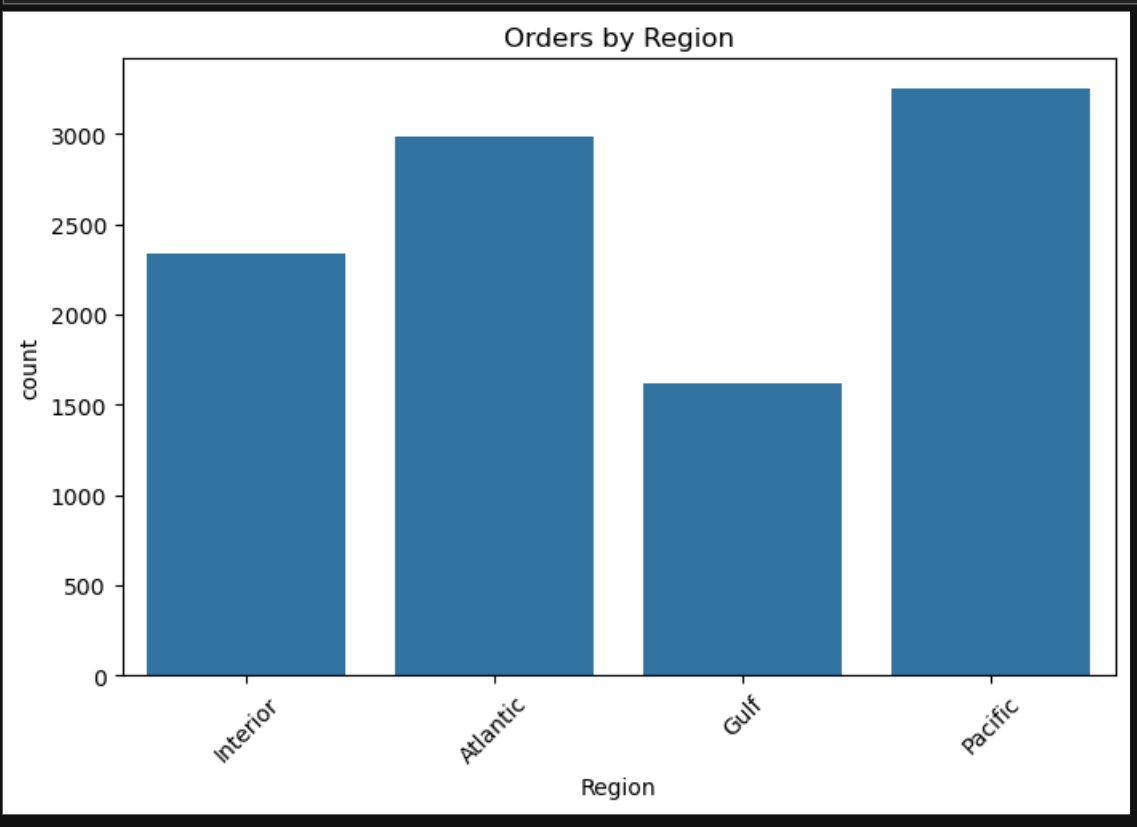 Orders by Region
3000
2500
2000
1500
1000
500
0
count
Interior
Atlantic
Gulf
Pacific
Region